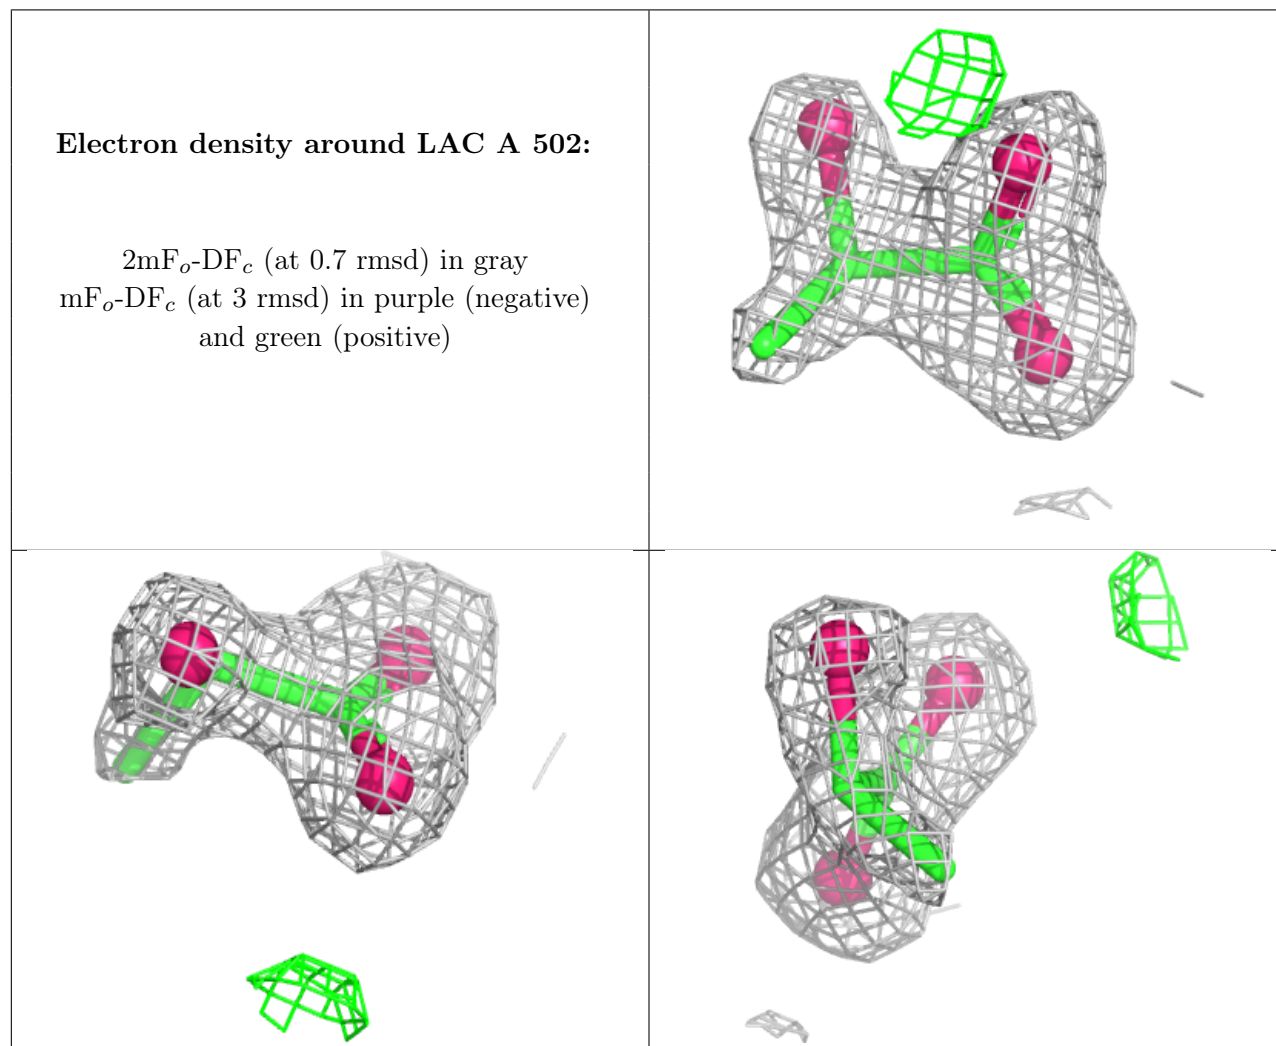 Electron density around LAC A 502:
2mFo-DFc (at 0.7 rmsd) in gray
mFo-DFc (at 3 rmsd) in purple (negative)
and green (positive)